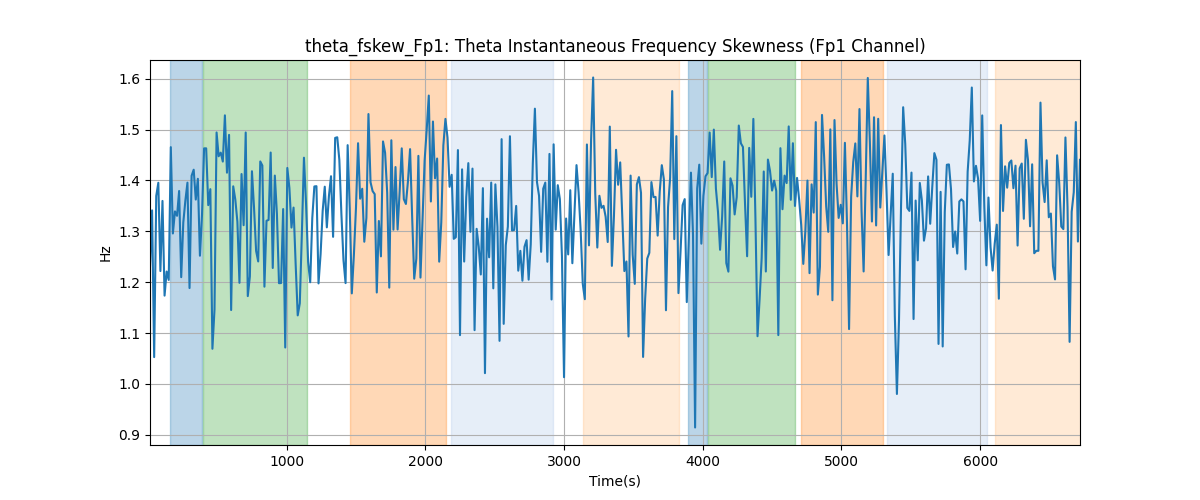 theta_fskew_Fp1: Theta Instantaneous Frequency Skewness (Fp1 Channel)
1.6
1.5
1.4
1.3
1.2
1.1
1.0
0.9
Hz
1000 2000 3000 4000 5000 6000
Time(s)